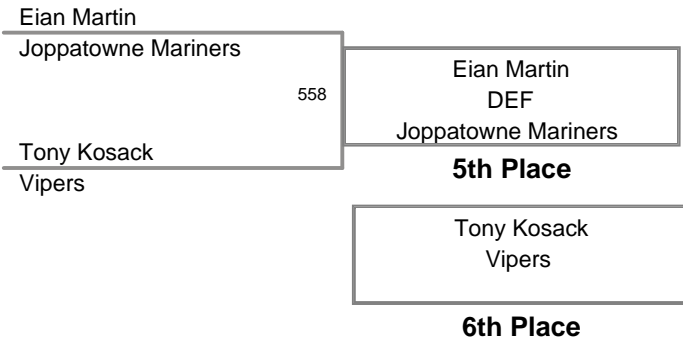 Eian Martin
Joppatowne Mariners
558
Tony Kosack
Vipers
Eian Martin
DEF
Joppatowne Mariners
5th Place
Tony Kosack
Vipers
6th Place